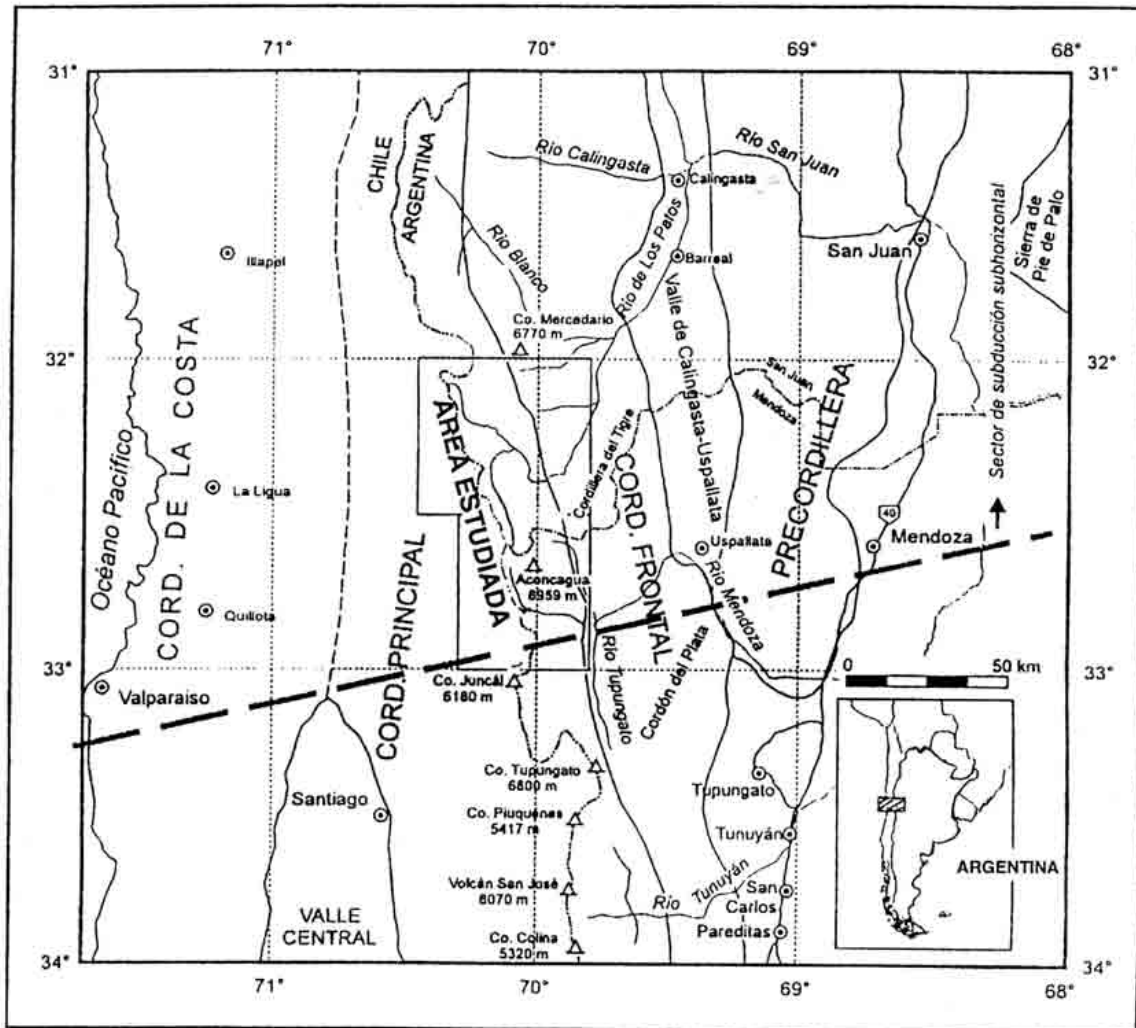 71°
70°
69°
68°
31°
31°
CHILE
ARGENTINA
Río Calingasta
Río San Juan
Calingasta
Río de Los Patos
Río Blanco
Illapel
Barreal
San Juan
Sierra de
Pie de Palo
Sector de subducción subhorizontal
Valle de Calingasta-Uspallata
Co. Mercedario
6770 m
32°
32°
San Juan
Mendoza
Océano Pacífico
CORD. DE LA COSTA
ÁREA ESTUDIADA
Cordillera del Tigre
CORD. FRONTAL
PRECORDILLERA
La Ligua
40
Mendoza
Uspallata
Aconcagua
6959 m
Río Mendoza
Quillota
CORD. PRINCIPAL
Río Tupungato
Cordón del Plata
33°
33°
0
50 km
Valparaiso
Co. Juncál
6180 m
Co. Tupungato
6800 m
Tupungato
Santiago
Co. Piuquenes
5417 m
Tunuyán
ARGENTINA
Volcán San José
6070 m
Río Tunuyán
San
Carlos
VALLE
CENTRAL
Pareditas
Co. Colina
5320 m
34°
34°
71°
70°
69°
68°